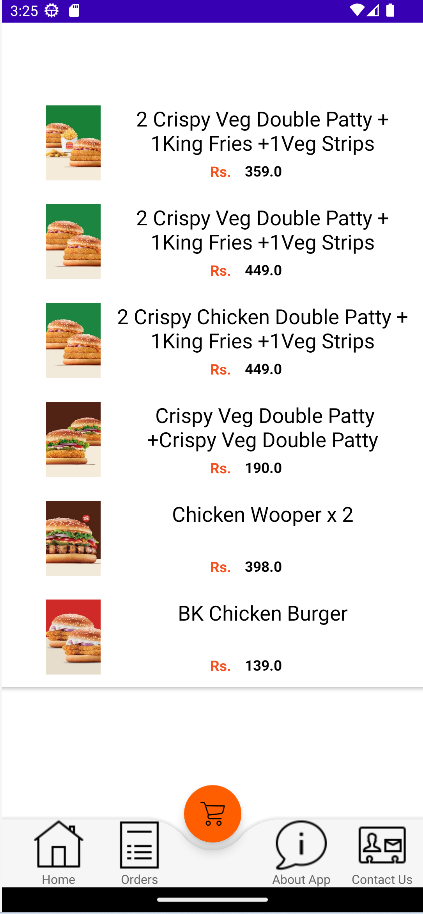 3:25
2 Crispy Veg Double Patty +
1King Fries +1Veg Strips
Rs. 359.0
2 Crispy Veg Double Patty +
1King Fries +1Veg Strips
Rs. 449.0
2 Crispy Chicken Double Patty +
1King Fries +1Veg Strips
Rs. 449.0
Crispy Veg Double Patty
+Crispy Veg Double Patty
Rs. 190.0
Chicken Wooper x 2
Rs. 398.0
BK Chicken Burger
Rs. 139.0
Home
Orders
About App
Contact Us